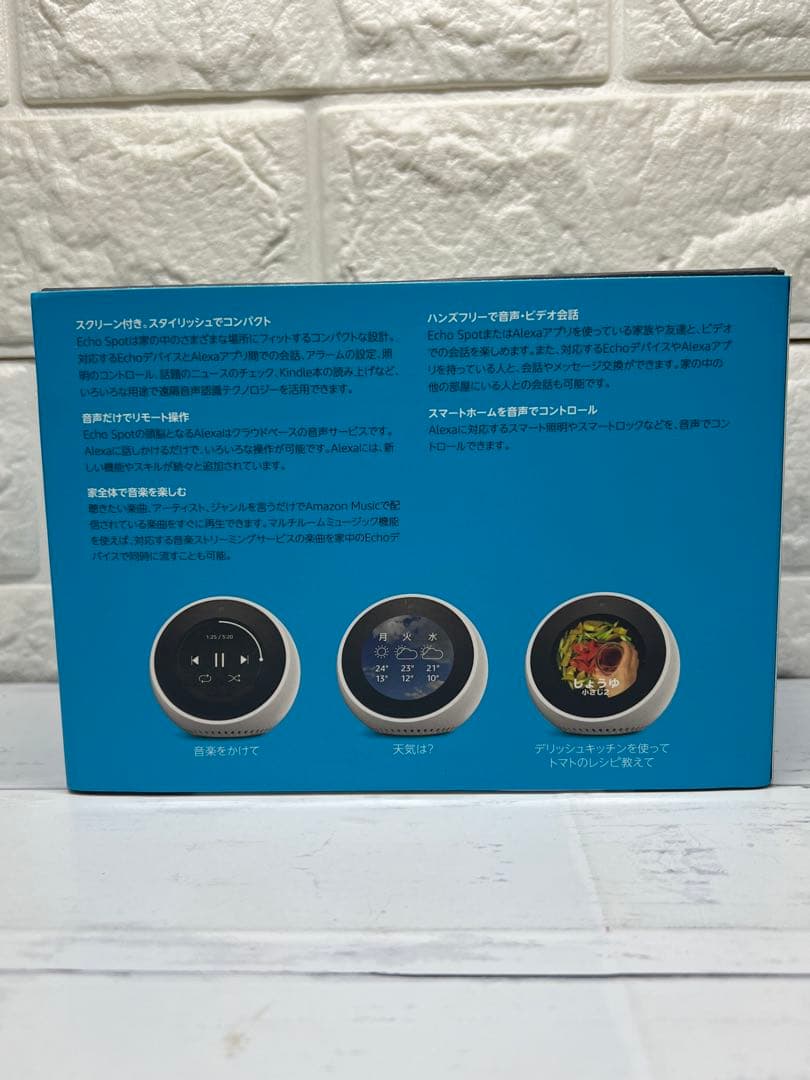 スクリーン付き。スタイリッシュでコンパクト
Echo Spotは家の中のさまざまな場所にフィットするコンパクトな設計。
対応するEchoデバイスとAlexaアプリ間での会話、アラームの設定、照
明のコントロール、話題のニュースのチェック、Kindle本の読み上げなど、
いろいろな用途で遠隔音声認識テクノロジーを活用できます。
音声だけでリモート操作
Echo Spotの頭脳となるAlexaはクラウドベースの音声サービスです。
Alexaに話しかけるだけで、いろいろな操作が可能です。Alexaには、新
しい機能やスキルが続々と追加されています。
家全体で音楽を楽しむ
聴きたい楽曲、アーティスト、ジャンルを言うだけでAmazon Musicで配
信されている楽曲をすぐに再生できます。マルチルームミュージック機能
を使えば、対応する音楽ストリーミングサービスの楽曲を家中のEchoデ
バイスで同時に流すことも可能。
ハンズフリーで音声・ビデオ会話
Echo SpotまたはAlexaアプリを使っている家族や友達と、ビデオ
での会話を楽しめます。また、対応するEchoデバイスやAlexaアプ
リを持っている人と、会話やメッセージ交換ができます。家の中の
他の部屋にいる人との会話も可能です。
スマートホームを音声でコントロール
Alexaに対応するスマート照明やスマートロックなどを、音声でコン
トロールできます。
1:25 / 3:20
月 火 水
24° 23° 21°
13° 12° 10°
しょうゆ
小さじ2
音楽をかけて
天気は?
デリッシュキッチンを使って
トマトのレシピ教えて